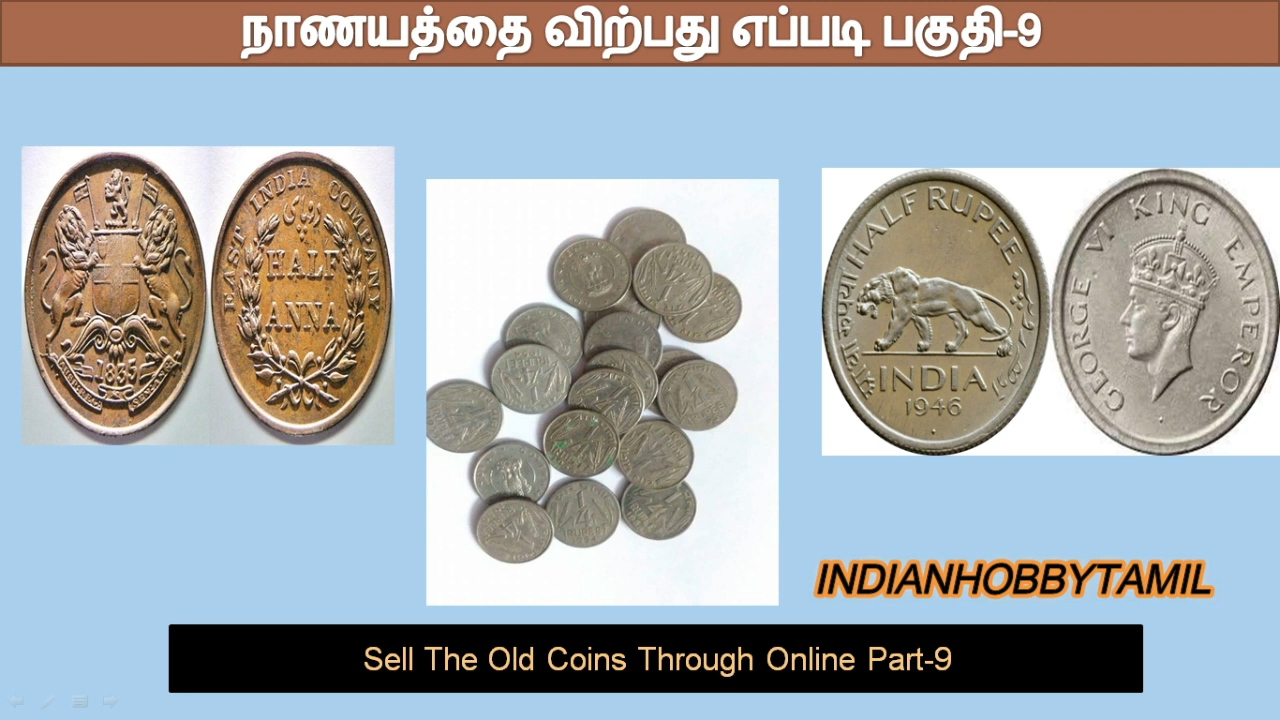 நாணயத்தை விற்பது எப்படி பகுதி-9
1835
EAST INDIA COMPANY
HALF
ANNA
HALF RUPEE
INDIA
1946
GEORGE VI KING EMPEROR
INDIANHOBBYTAMIL
Sell The Old Coins Through Online Part-9